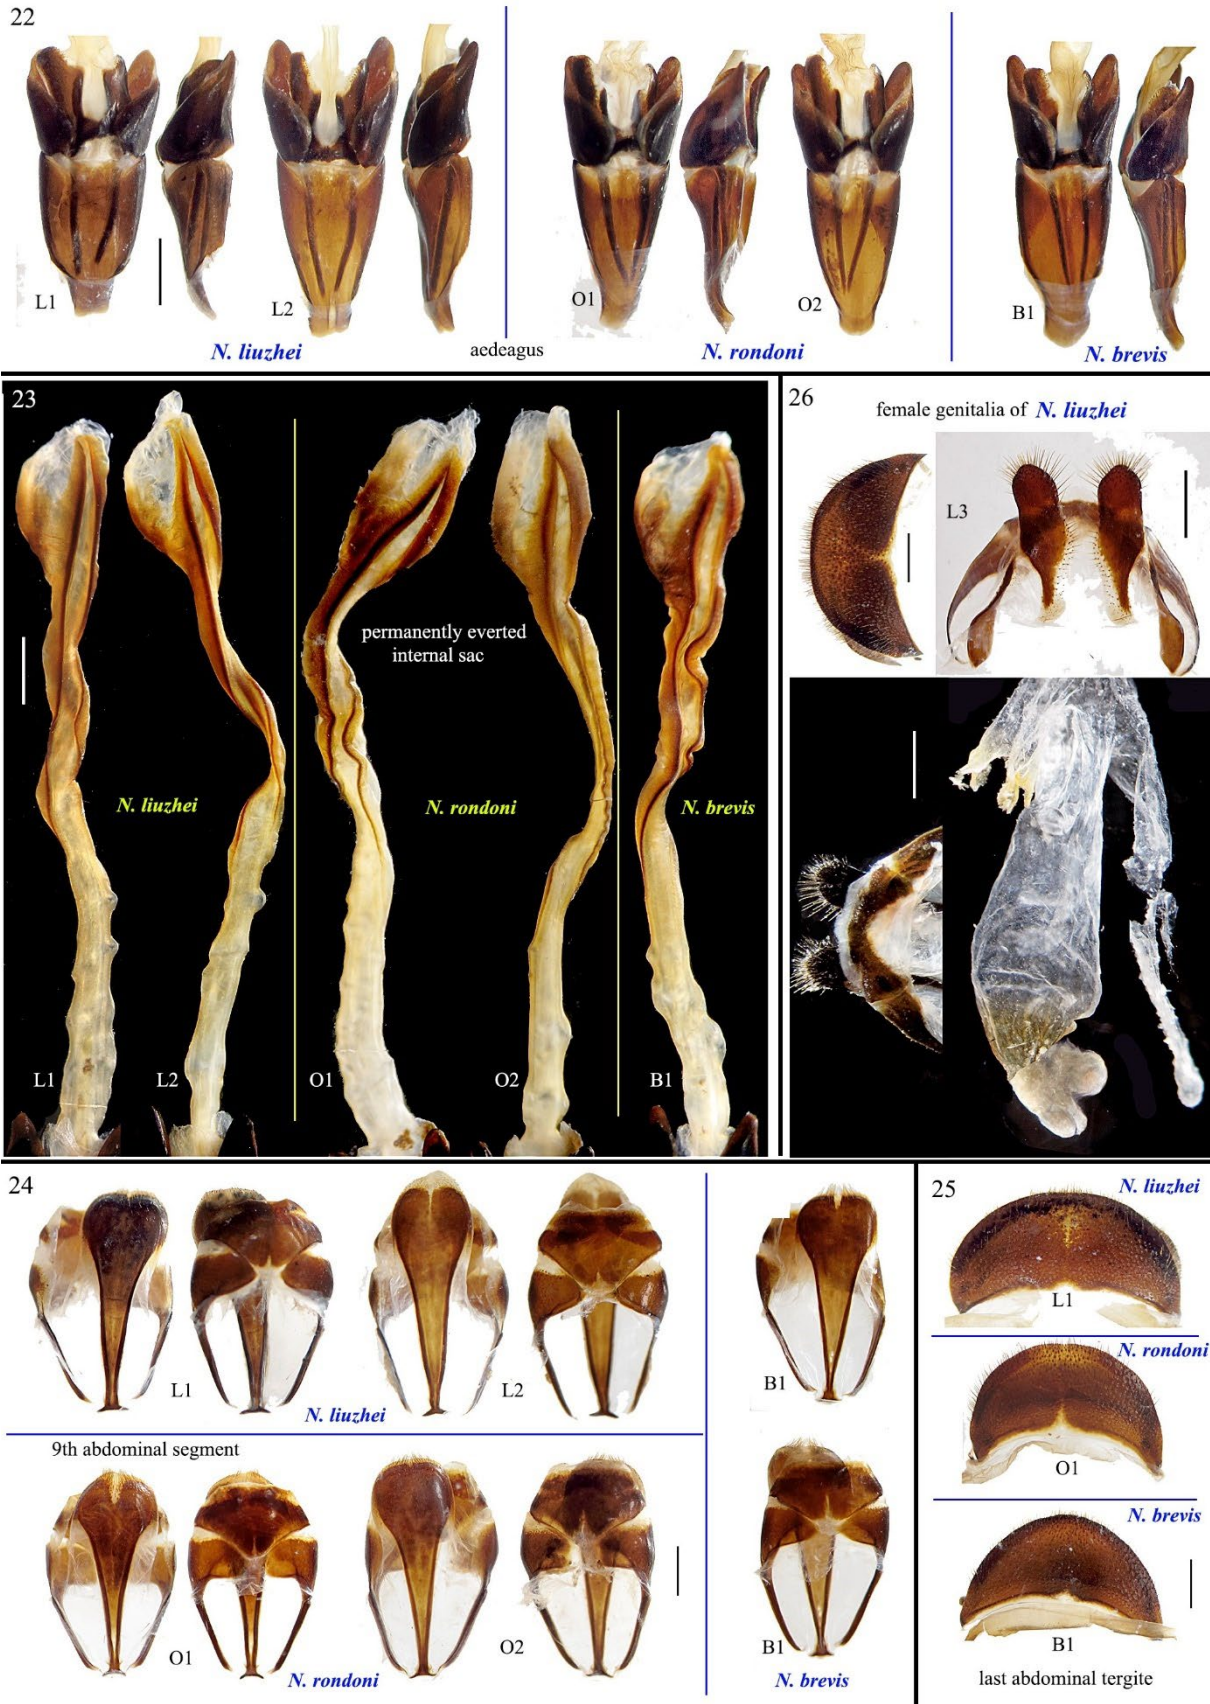 22
L1
L2
O1
O2
B1
N. liuzhei
aedeagus
N. rondoni
N. brevis
23
permanently everted
internal sac
N. liuzhei
N. rondoni
N. brevis
L1
L2
O1
O2
B1
26
female genitalia of N. liuzhei
L3
24
L1
L2
N. liuzhei
9th abdominal segment
O1
O2
N. rondoni
B1
B1
N. brevis
25
N. liuzhei
L1
N. rondoni
O1
N. brevis
B1
last abdominal tergite